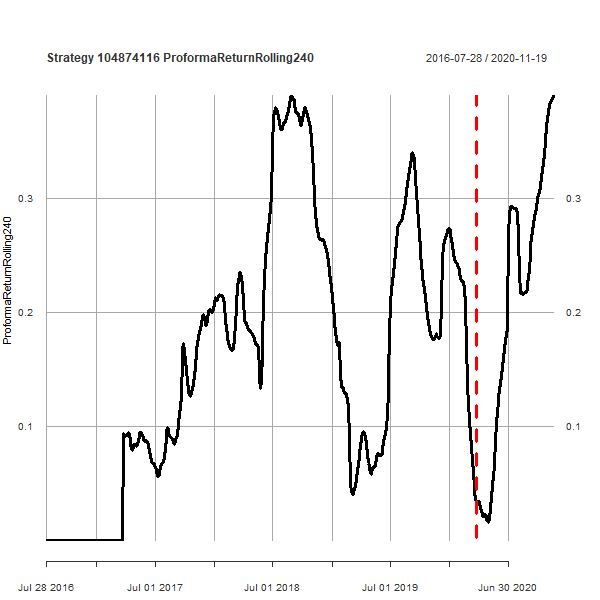 Strategy 104874116 ProformaReturnRolling240
2016-07-28 / 2020-11-19
ProformaReturnRolling240
0.3
0.3
0.2
0.2
0.1
0.1
Jul 28 2016
Jul 01 2017
Jul 01 2018
Jul 01 2019
Jun 30 2020